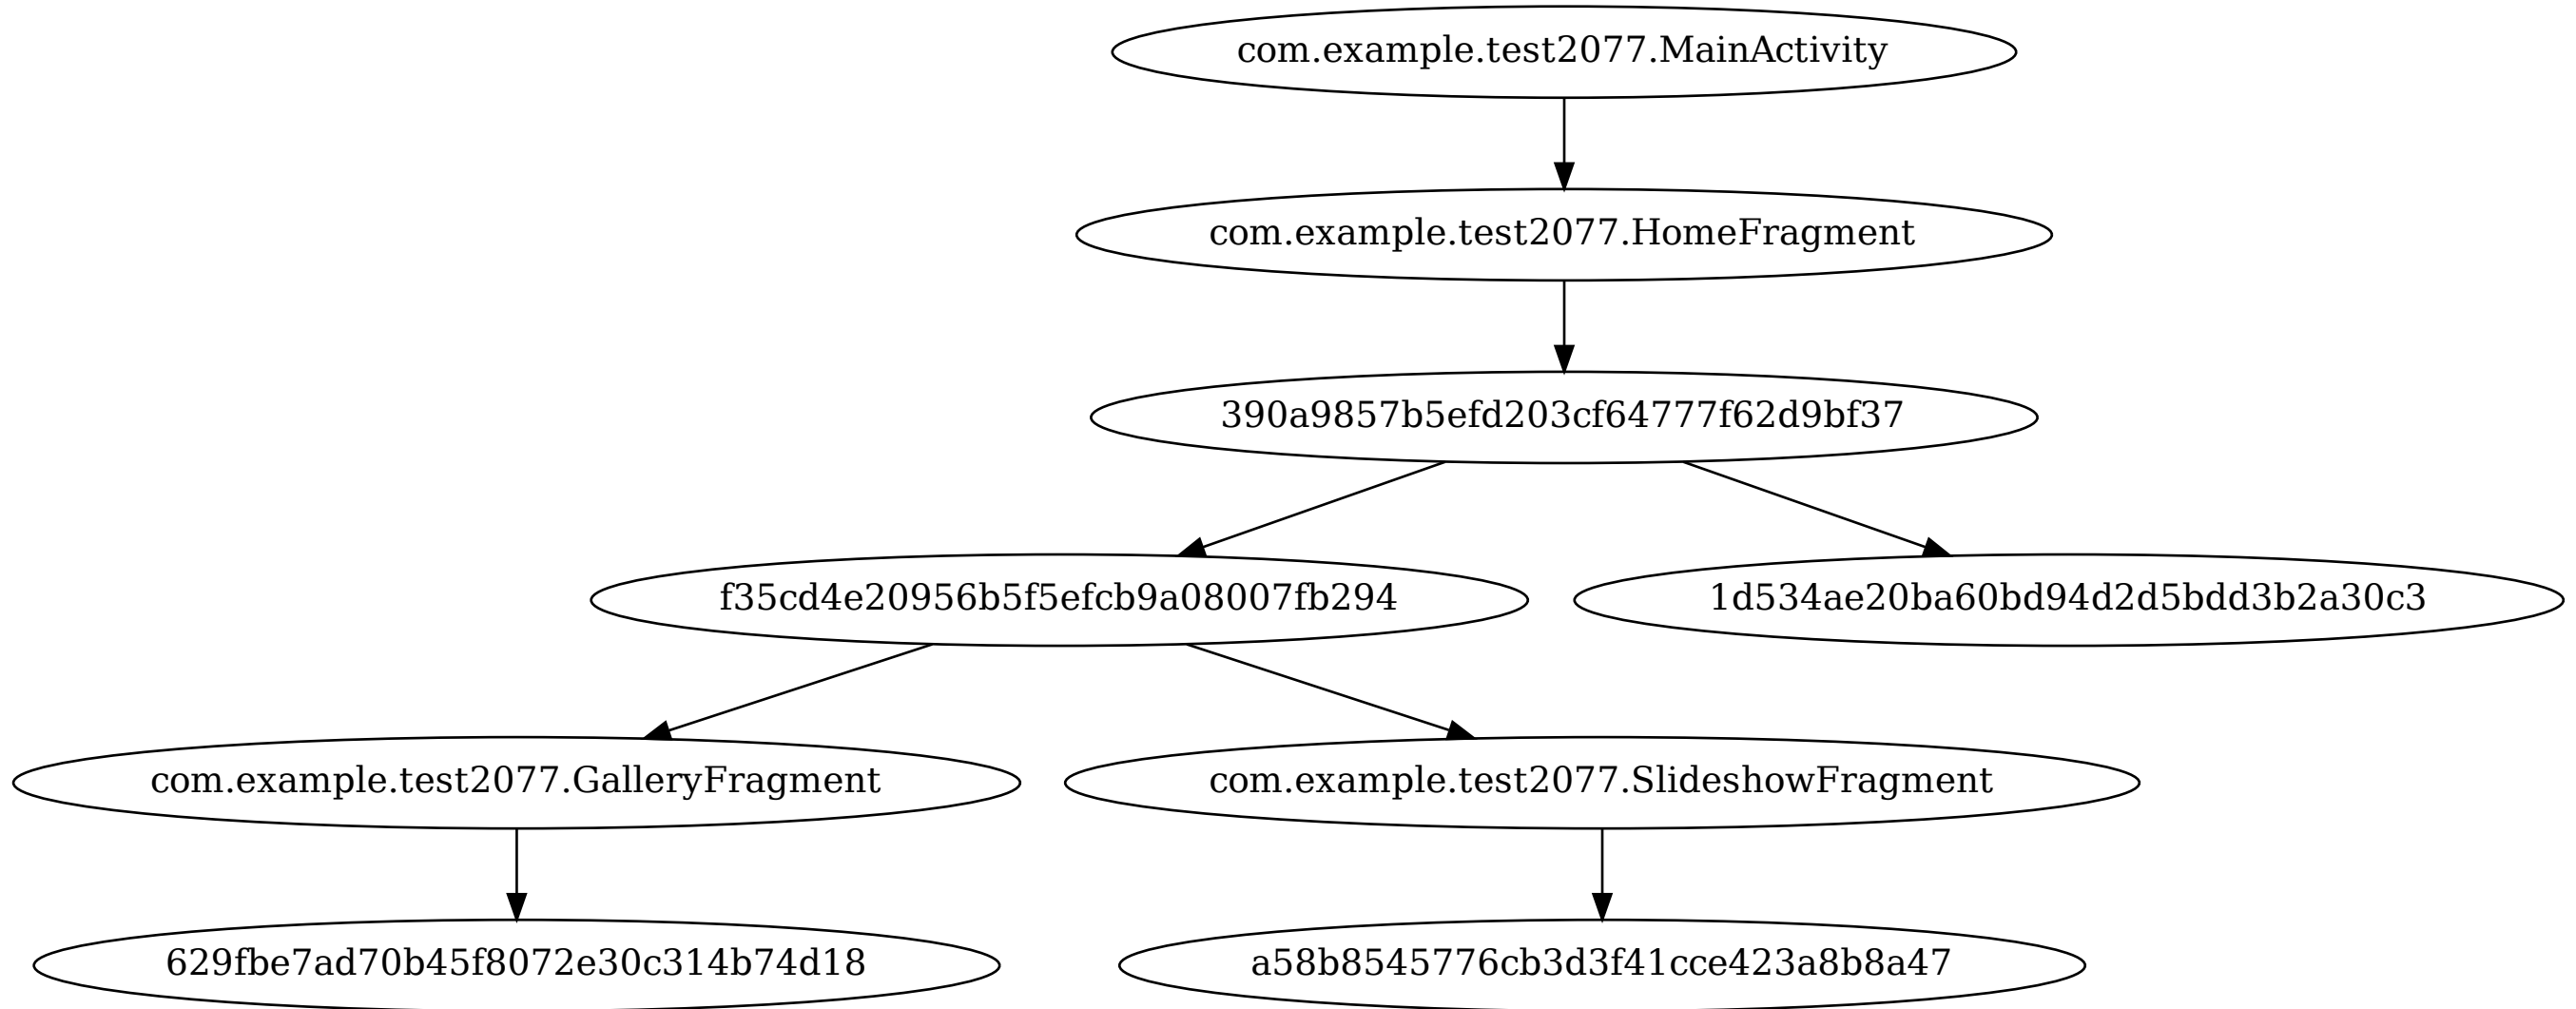 com.example.test2077.MainActivity
com.example.test2077.HomeFragment
390a9857b5efd203cf64777f62d9bf37
f35cd4e20956b5f5efcb9a08007fb294
1d534ae20ba60bd94d2d5bdd3b2a30c3
com.example.test2077.GalleryFragment
com.example.test2077.SlideshowFragment
629fbe7ad70b45f8072e30c314b74d18
a58b8545776cb3d3f41cce423a8b8a47